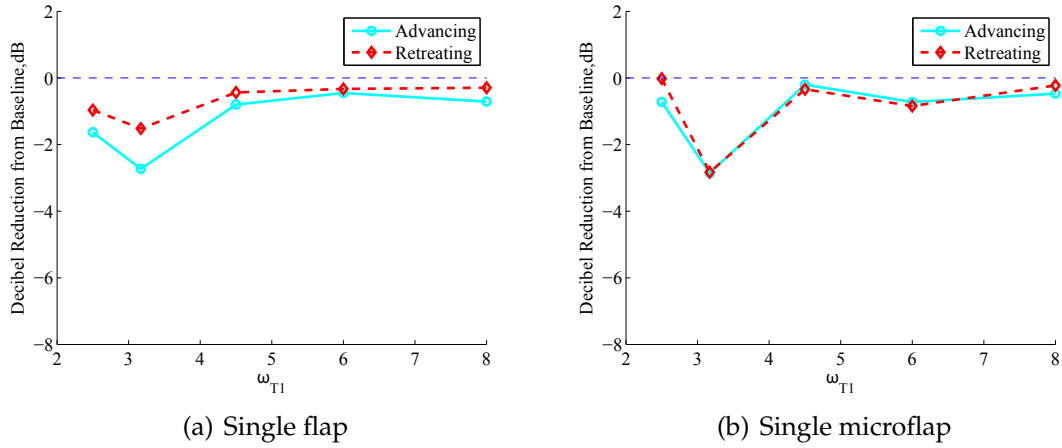 Decibel Reduction from Baseline,dB
2
0
−2
−4
−6
−8
2 3 4 5 6 7 8
ω_T1
Advancing
Retreating
(a) Single flap
Decibel Reduction from Baseline,dB
2
0
−2
−4
−6
−8
2 3 4 5 6 7 8
ω_T1
Advancing
Retreating
(b) Single microflap